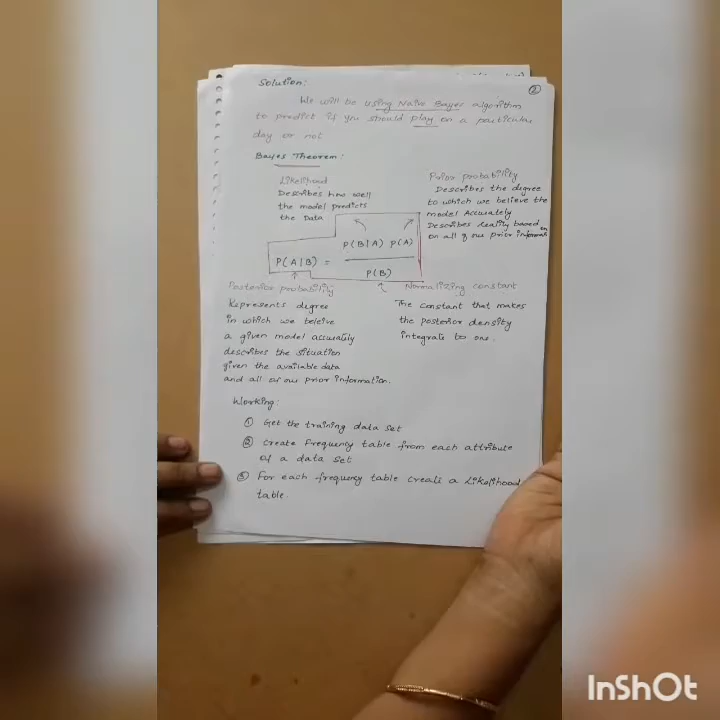 Solution:
②
We will be using Naive Bayes algorithm
to predict if you should play on a particular
day or not
Bayes Theorem:
Likelihood
Describes how well
the model predicts
the Data
Prior probability
Describes the degree
to which we believe the
model Accurately
Describes reality based
on all of our prior information
P(A|B) = P(B|A) P(A)
P(B)
Posterior probability
Represents degree
in which we beleive
a given model accurately
describes the situation
given the available data
and all of our prior information.
Normalizing constant
The constant that makes
the posterior density
integrate to one.
Working:
① Get the training data set
② Create Frequency table from each attribute
of a data set
③ For each frequency table create a Likelihood
table.
InShOt